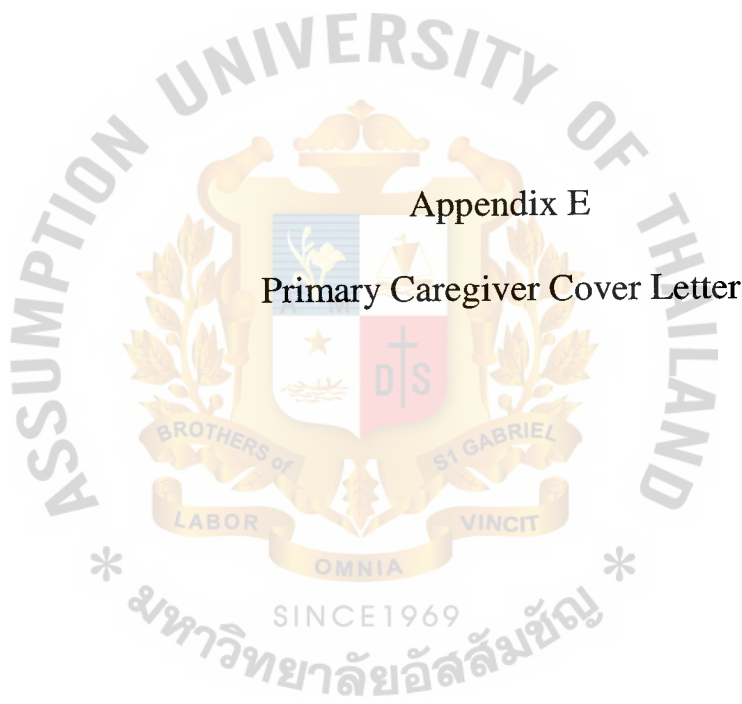 ASSUMPTION UNIVERSITY OF THAILAND
Appendix E
Primary Caregiver Cover Letter
A M
D S
BROTHERS of S1 GABRIEL
LABOR VINCIT
OMNIA
* SINCE1969 *
มหาวิทยาลัยอัสสัมชัญ